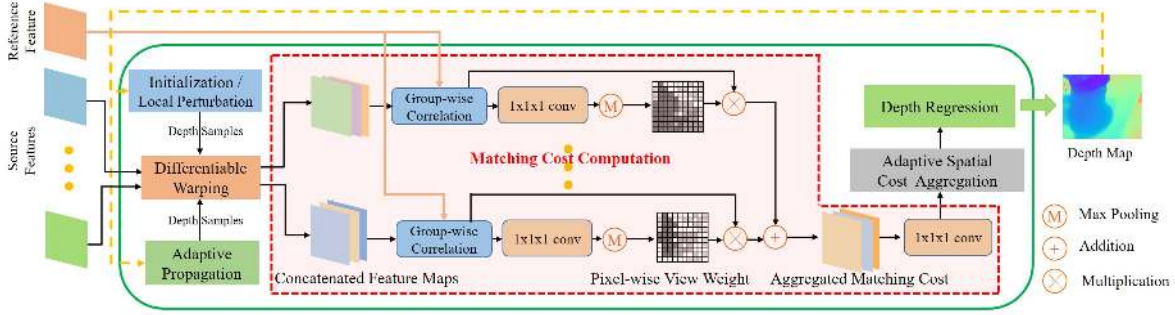 Reference
Feature
Source
Features
Initialization /
Local Perturbation
Depth Samples
Differentiable
Warping
Depth Samples
Adaptive
Propagation
Group-wise
Correlation
1x1x1 conv
M
Matching Cost Computation
Group-wise
Correlation
1x1x1 conv
M
Concatenated Feature Maps
Pixel-wise View Weight
Aggregated Matching Cost
1x1x1 conv
Adaptive Spatial
Cost Aggregation
Depth Regression
Depth Map
M Max Pooling
+ Addition
× Multiplication